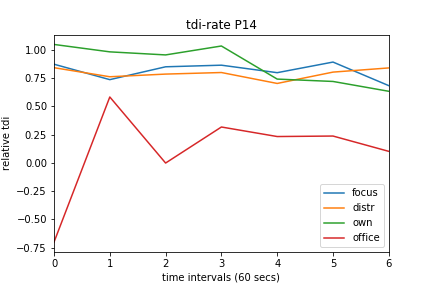 tdi-rate P14
relative tdi
1.00
0.75
0.50
0.25
0.00
−0.25
−0.50
−0.75
0 1 2 3 4 5 6
time intervals (60 secs)
focus
distr
own
office